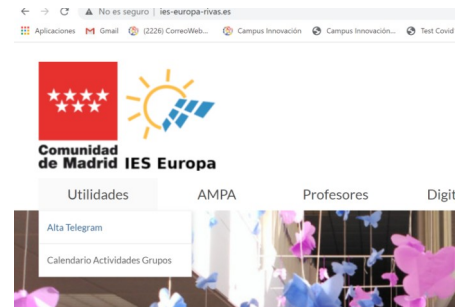 No es seguro | ies-europa-rivas.es
Aplicaciones Gmail (2226) CorreoWeb... Campus Innovación Campus Innovación... Test Covid
Comunidad
de Madrid IES Europa
Utilidades AMPA Profesores Digit
Alta Telegram
Calendario Actividades Grupos